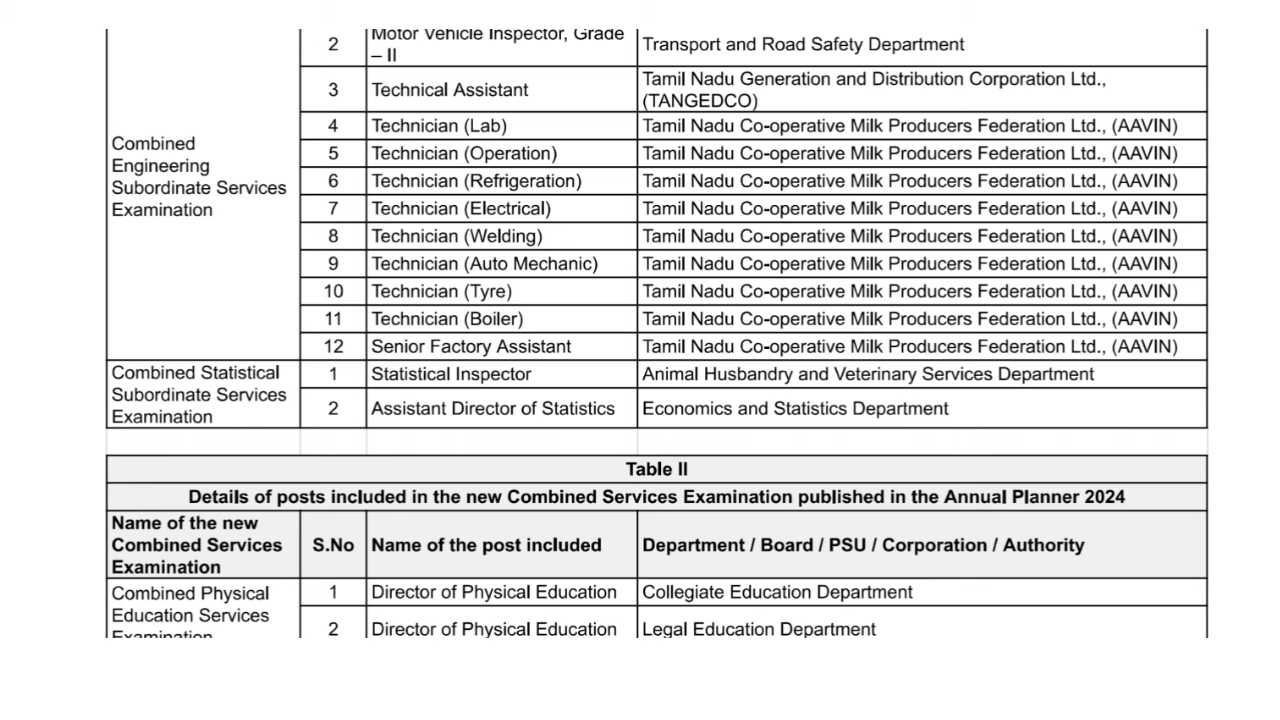 2 Motor Vehicle Inspector, Grade – II Transport and Road Safety Department
3 Technical Assistant Tamil Nadu Generation and Distribution Corporation Ltd., (TANGEDCO)
Combined
Engineering
Subordinate Services
Examination
4 Technician (Lab) Tamil Nadu Co-operative Milk Producers Federation Ltd., (AAVIN)
5 Technician (Operation) Tamil Nadu Co-operative Milk Producers Federation Ltd., (AAVIN)
6 Technician (Refrigeration) Tamil Nadu Co-operative Milk Producers Federation Ltd., (AAVIN)
7 Technician (Electrical) Tamil Nadu Co-operative Milk Producers Federation Ltd., (AAVIN)
8 Technician (Welding) Tamil Nadu Co-operative Milk Producers Federation Ltd., (AAVIN)
9 Technician (Auto Mechanic) Tamil Nadu Co-operative Milk Producers Federation Ltd., (AAVIN)
10 Technician (Tyre) Tamil Nadu Co-operative Milk Producers Federation Ltd., (AAVIN)
11 Technician (Boiler) Tamil Nadu Co-operative Milk Producers Federation Ltd., (AAVIN)
12 Senior Factory Assistant Tamil Nadu Co-operative Milk Producers Federation Ltd., (AAVIN)
Combined Statistical
Subordinate Services
Examination
1 Statistical Inspector Animal Husbandry and Veterinary Services Department
2 Assistant Director of Statistics Economics and Statistics Department
Table II
Details of posts included in the new Combined Services Examination published in the Annual Planner 2024
Name of the new
Combined Services
Examination
S.No Name of the post included Department / Board / PSU / Corporation / Authority
Combined Physical
Education Services
Examination
1 Director of Physical Education Collegiate Education Department
2 Director of Physical Education Legal Education Department